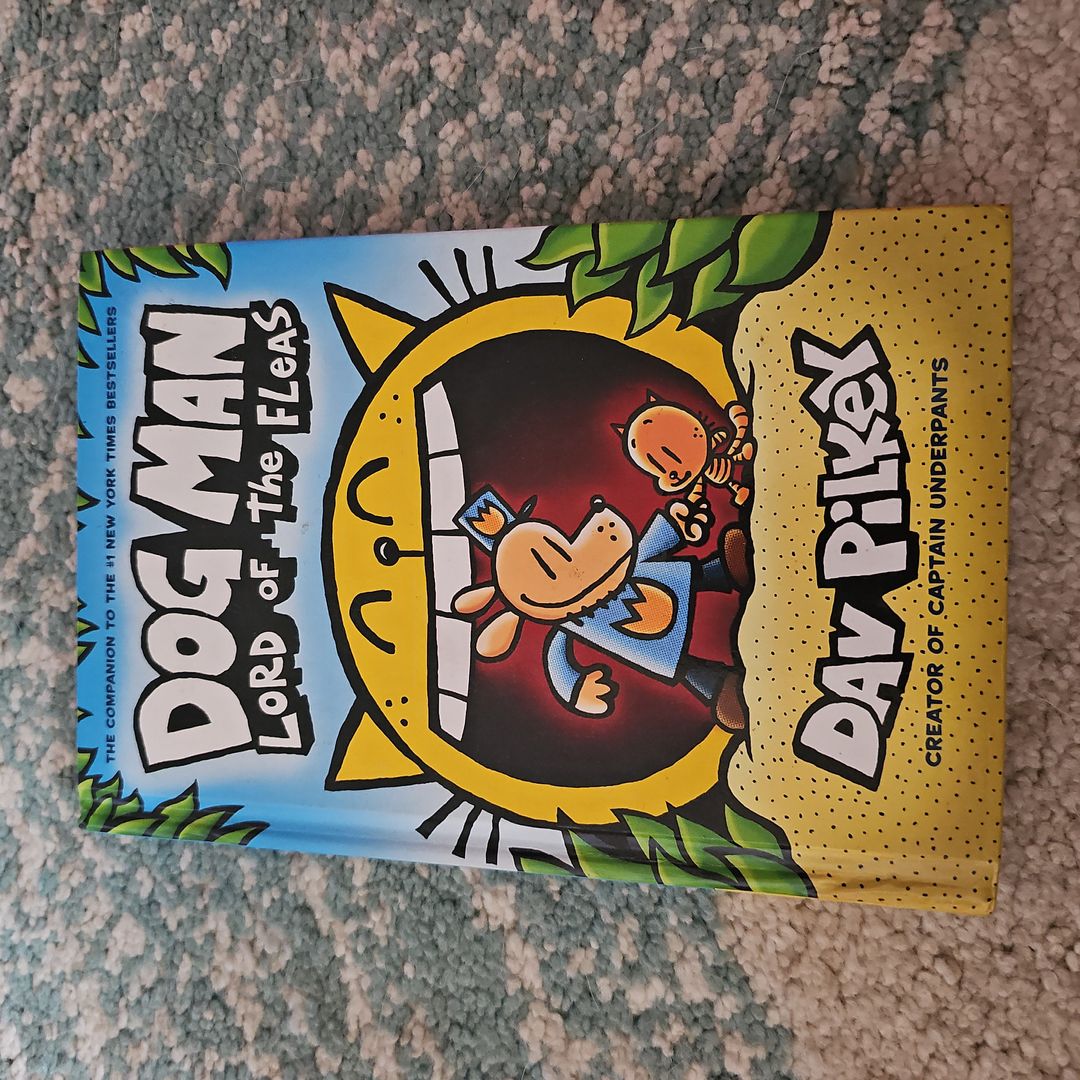 THE COMPANION TO THE #1 NEW YORK TIMES BESTSELLERS
DOG MAN
LORD OF THE FLEAS
DAV PILKEY
CREATOR OF CAPTAIN UNDERPANTS